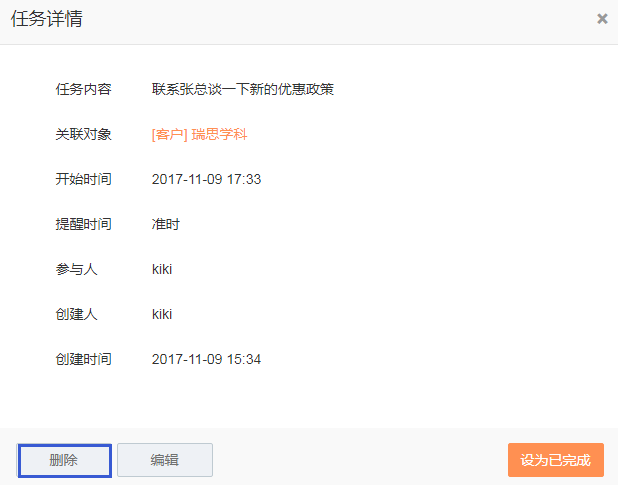 任务详情 ×
任务内容 联系张总谈一下新的优惠政策
关联对象 [客户] 瑞思学科
开始时间 2017-11-09 17:33
提醒时间 准时
参与人 kiki
创建人 kiki
创建时间 2017-11-09 15:34
删除 编辑 设为已完成